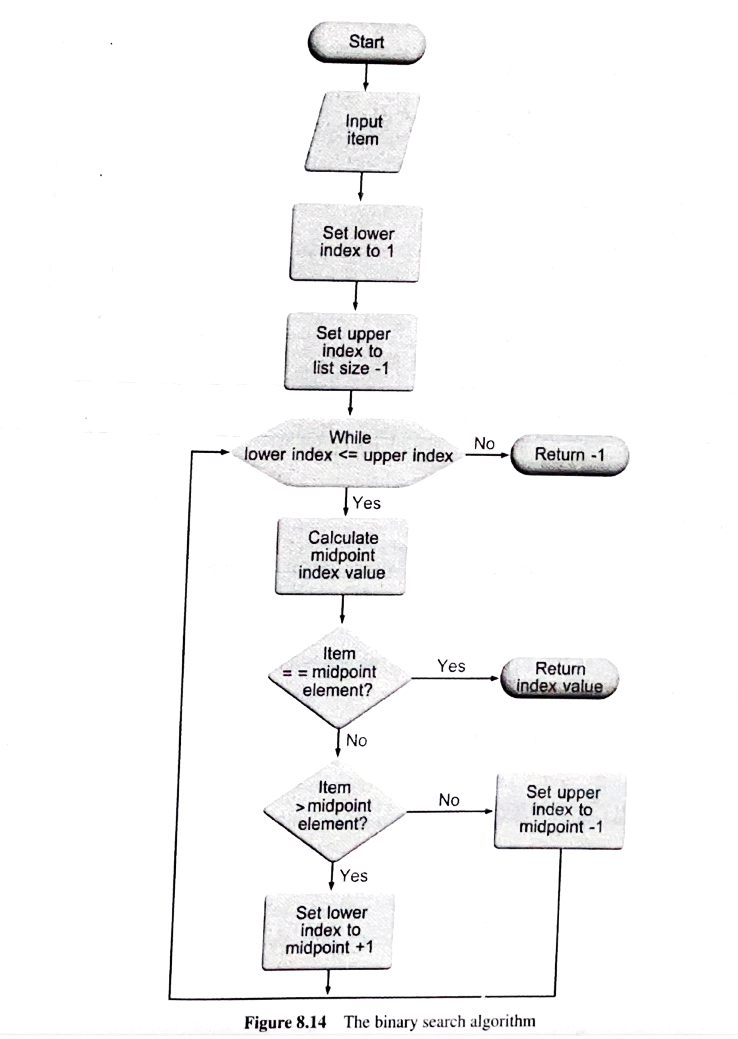 Start
Input
item
Set lower
index to 1
Set upper
index to
list size -1
While
lower index <= upper index
No
Return -1
Yes
Calculate
midpoint
index value
Item
= = midpoint
element?
Yes
Return
index value
No
Item
> midpoint
element?
No
Set upper
index to
midpoint -1
Yes
Set lower
index to
midpoint +1
Figure 8.14 The binary search algorithm